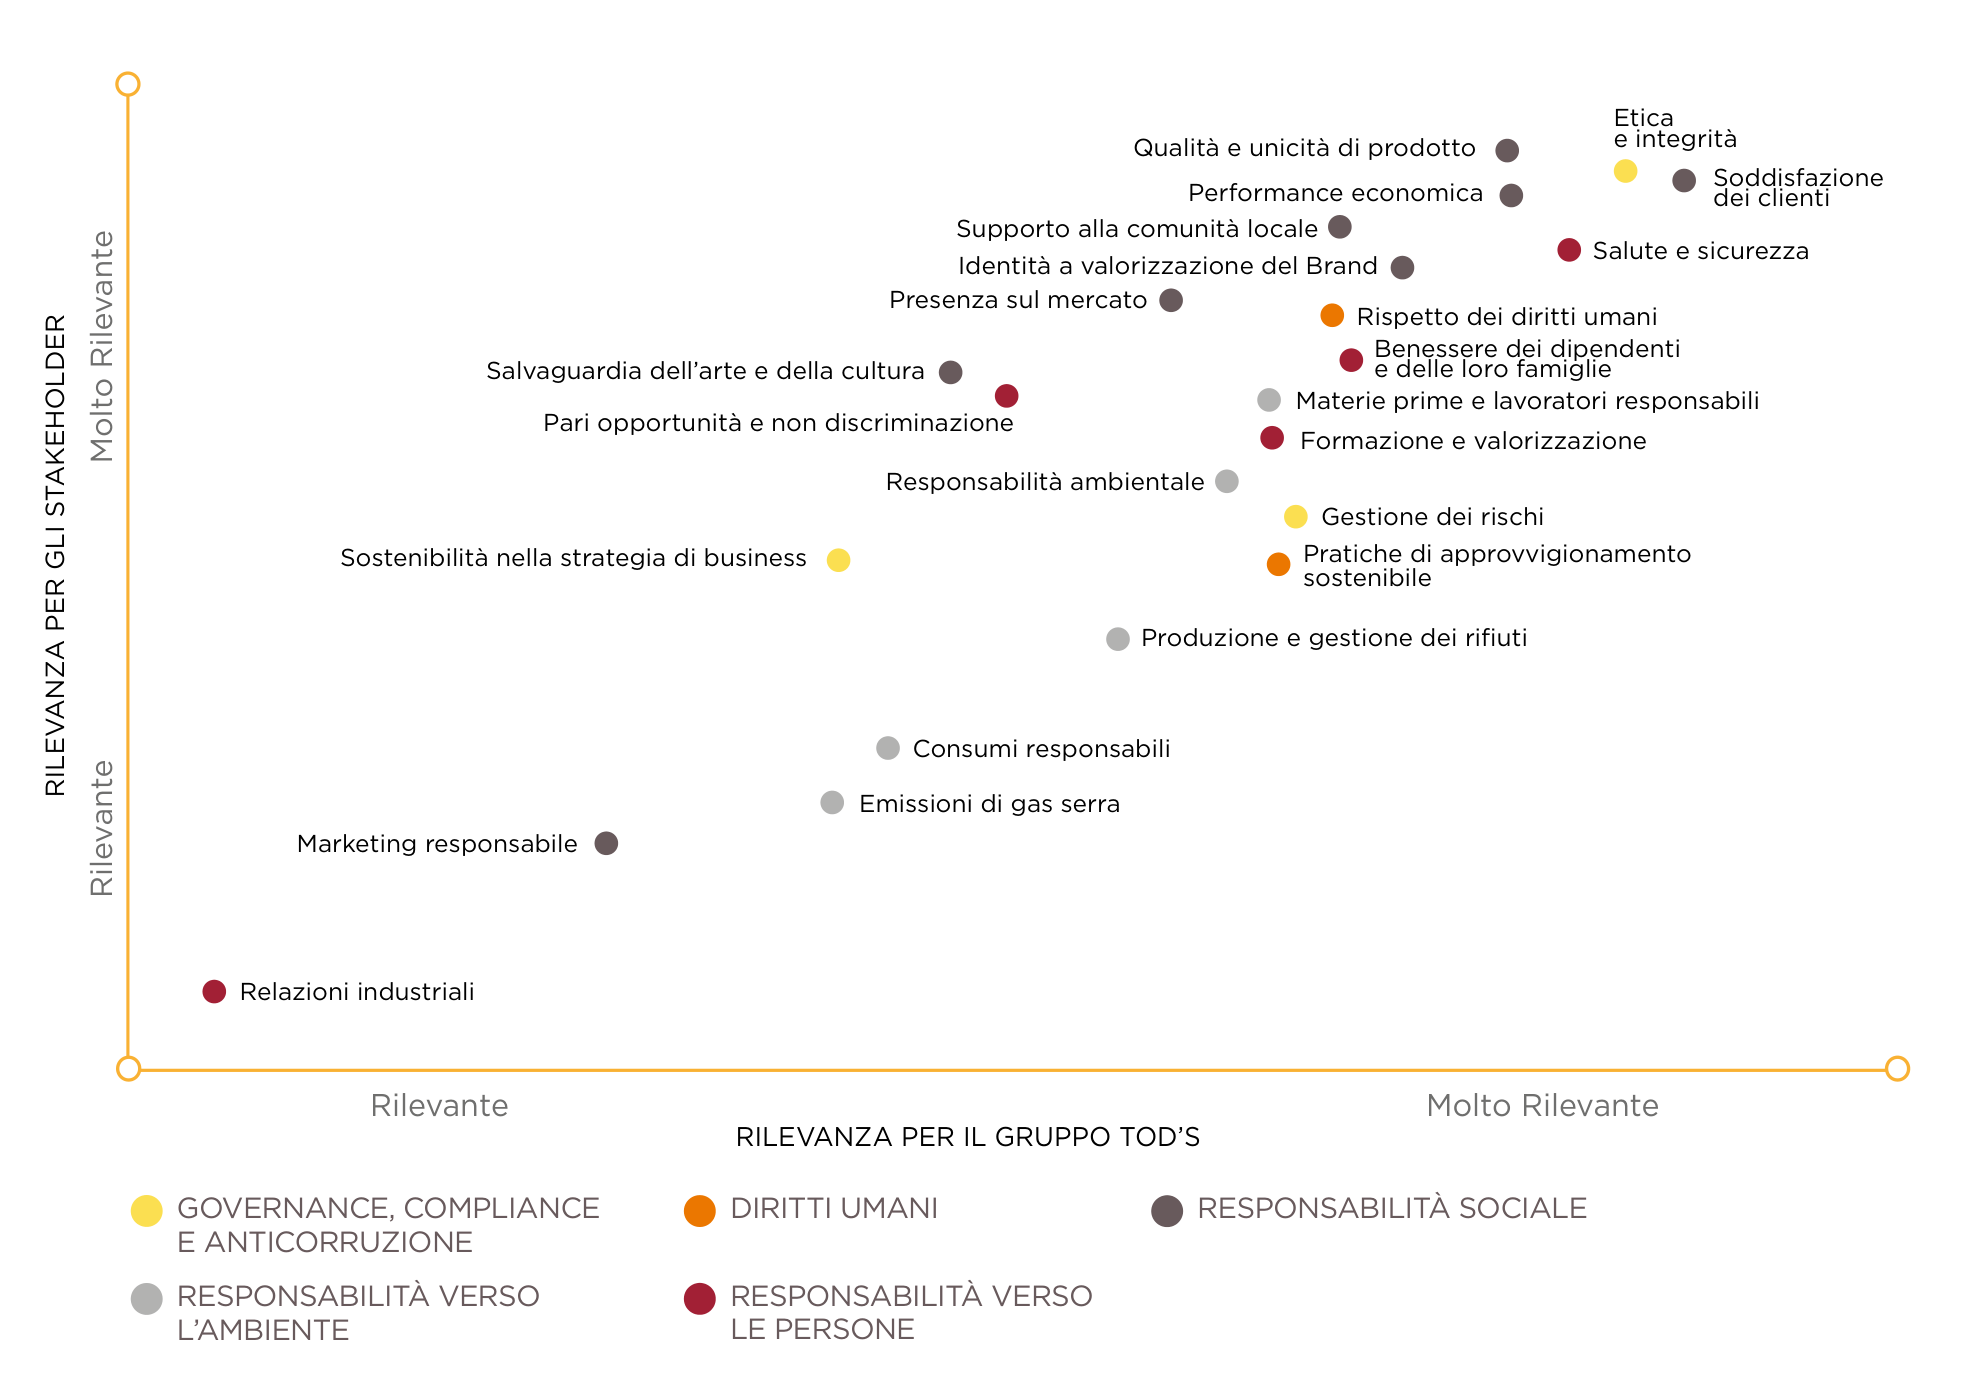 Etica
e integrità
Qualità e unicità di prodotto
Soddisfazione
dei clienti
Performance economica
Supporto alla comunità locale
Salute e sicurezza
Identità a valorizzazione del Brand
Presenza sul mercato
Rispetto dei diritti umani
Benessere dei dipendenti
e delle loro famiglie
Salvaguardia dell'arte e della cultura
Materie prime e lavoratori responsabili
Pari opportunità e non discriminazione
Formazione e valorizzazione
Responsabilità ambientale
Gestione dei rischi
Sostenibilità nella strategia di business
Pratiche di approvvigionamento
sostenibile
Produzione e gestione dei rifiuti
Consumi responsabili
Emissioni di gas serra
Marketing responsabile
Relazioni industriali
RILEVANZA PER GLI STAKEHOLDER
Molto Rilevante
Rilevante
Rilevante
Molto Rilevante
RILEVANZA PER IL GRUPPO TOD'S
GOVERNANCE, COMPLIANCE
E ANTICORRUZIONE
DIRITTI UMANI
RESPONSABILITÀ SOCIALE
RESPONSABILITÀ VERSO
L'AMBIENTE
RESPONSABILITÀ VERSO
LE PERSONE